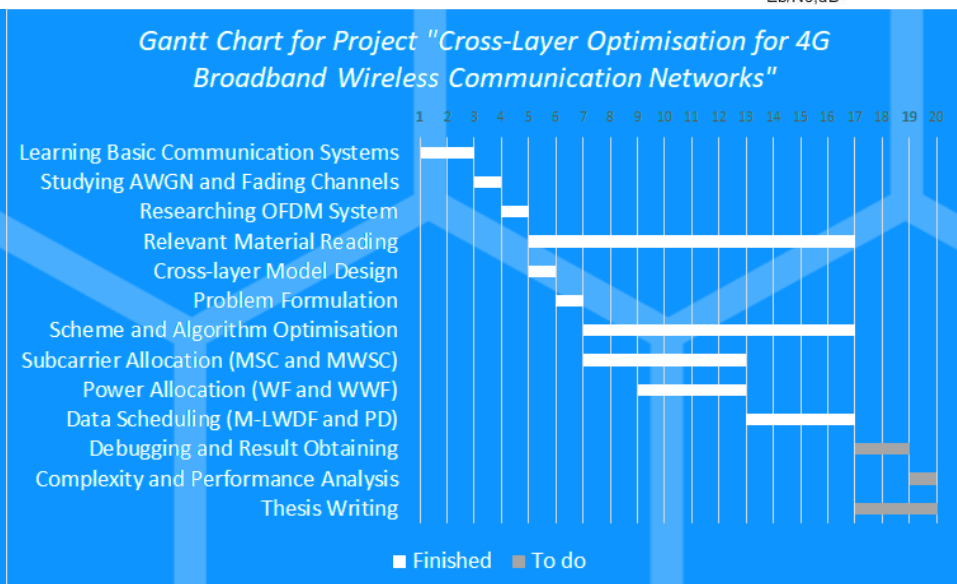 Gantt Chart for Project "Cross-Layer Optimisation for 4G
Broadband Wireless Communication Networks"
1 2 3 4 5 6 7 8 9 10 11 12 13 14 15 16 17 18 19 20
Learning Basic Communication Systems
Studying AWGN and Fading Channels
Researching OFDM System
Relevant Material Reading
Cross-layer Model Design
Problem Formulation
Scheme and Algorithm Optimisation
Subcarrier Allocation (MSC and MWSC)
Power Allocation (WF and WWF)
Data Scheduling (M-LWDF and PD)
Debugging and Result Obtaining
Complexity and Performance Analysis
Thesis Writing
Finished To do